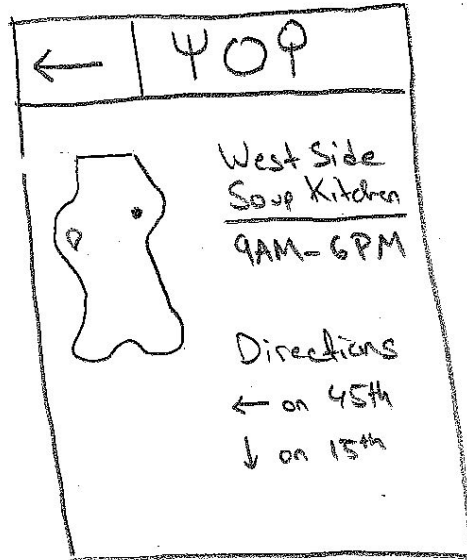 West Side
Soup Kitchen
9AM-6PM
Directions
← on 45th
↓ on 15th